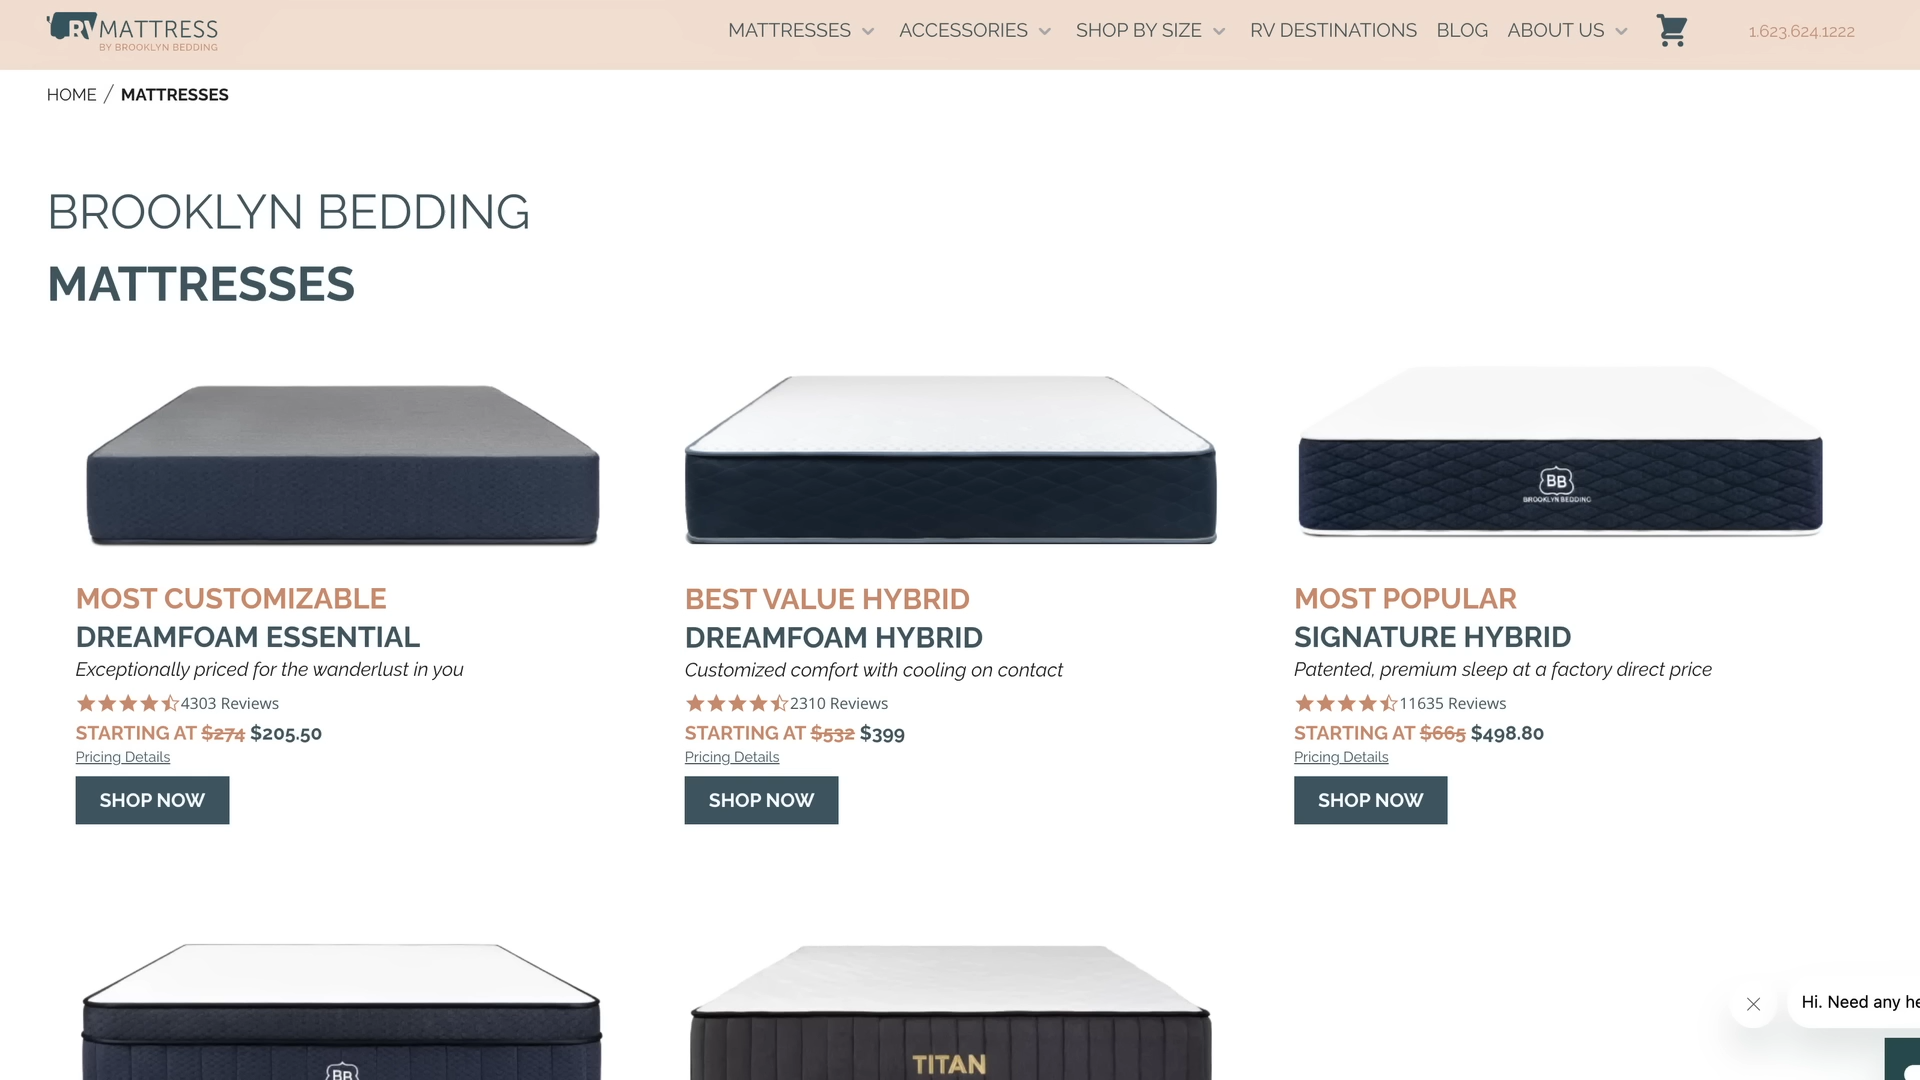 RV MATTRESS
BY BROOKLYN BEDDING
MATTRESSES
ACCESSORIES
SHOP BY SIZE
RV DESTINATIONS
BLOG
ABOUT US
1.623.624.1222
HOME / MATTRESSES
BROOKLYN BEDDING
MATTRESSES
BB
BROOKLYN BEDDING
MOST CUSTOMIZABLE
DREAMFOAM ESSENTIAL
Exceptionally priced for the wanderlust in you
4303 Reviews
STARTING AT $274 $205.50
Pricing Details
SHOP NOW
BEST VALUE HYBRID
DREAMFOAM HYBRID
Customized comfort with cooling on contact
2310 Reviews
STARTING AT $532 $399
Pricing Details
SHOP NOW
MOST POPULAR
SIGNATURE HYBRID
Patented, premium sleep at a factory direct price
11635 Reviews
STARTING AT $665 $498.80
Pricing Details
SHOP NOW
BB
TITAN
Hi. Need any he